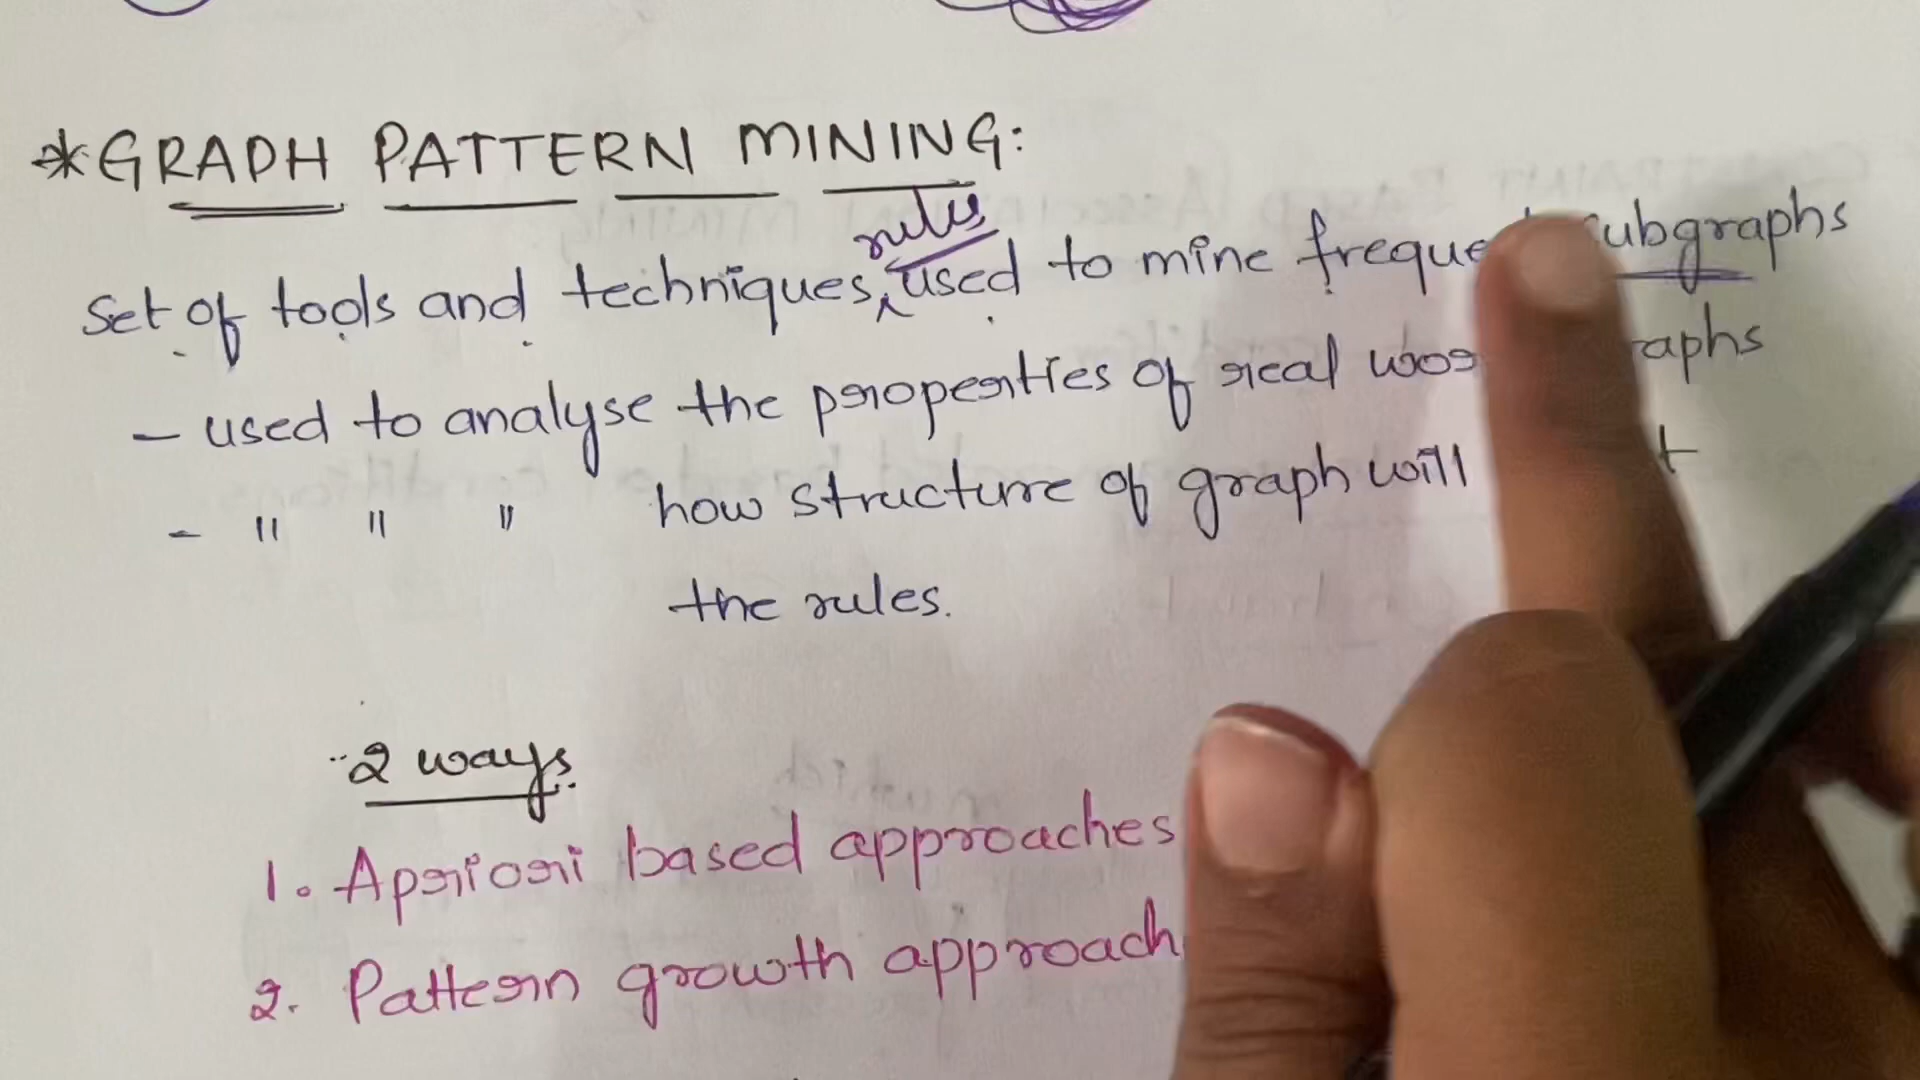 *GRAPH PATTERN MINING:
rules
Set of tools and techniques, used to mine subgraphs
- used to analyse the properties of real
- " " " how structure of graph will
the rules.
2 ways
1. Apriori based approaches
2. Pattern growth approach